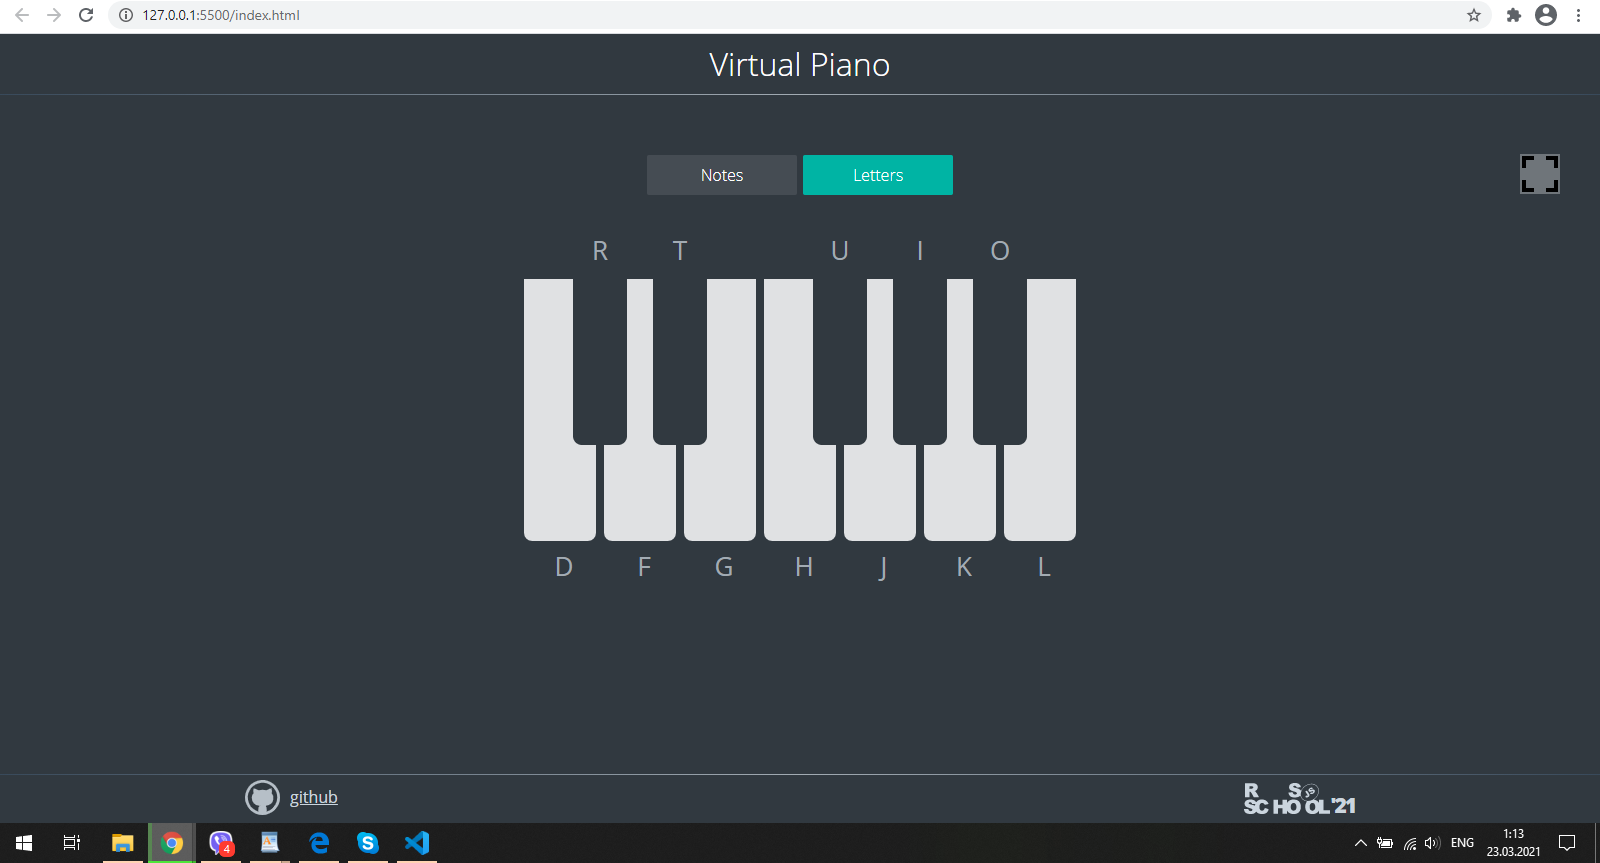 127.0.0.1:5500/index.html
Virtual Piano
Notes Letters
R T U I O
D F G H J K L
github
R S JS
SCHOOL'21
4
ENG
1:13
23.03.2021